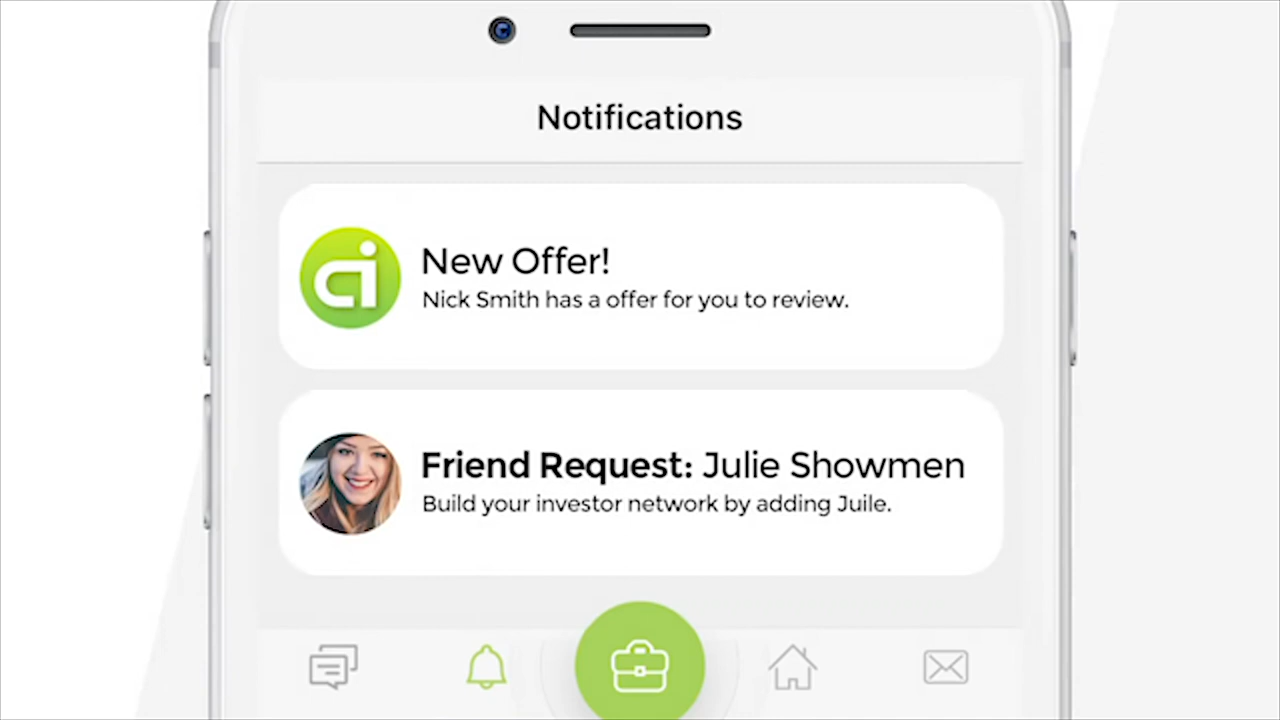 Notifications
ai
New Offer!
Nick Smith has a offer for you to review.
Friend Request: Julie Showmen
Build your investor network by adding Juile.